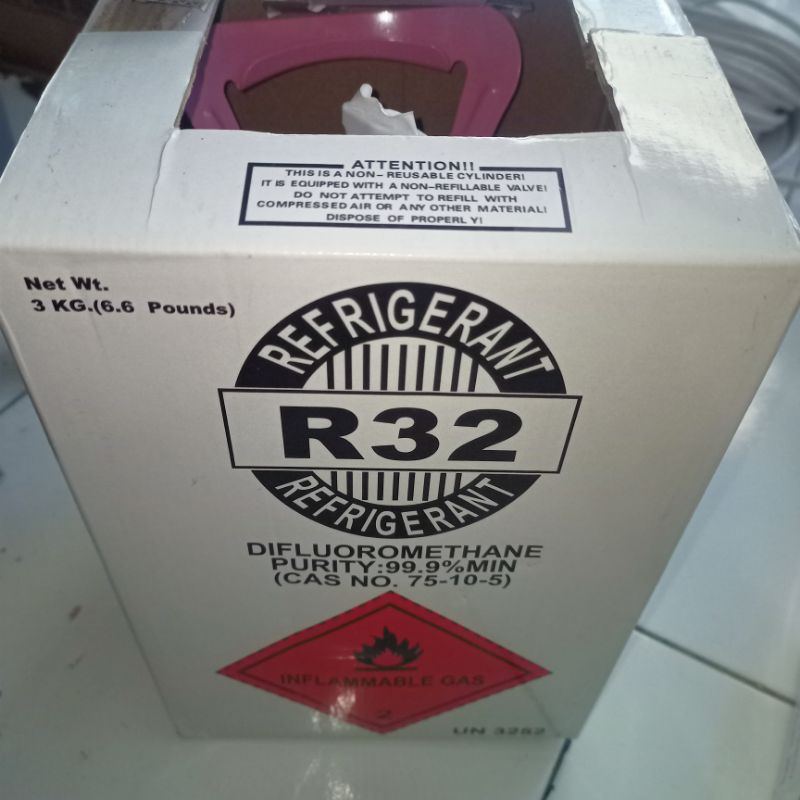 ATTENTION!!
THIS IS A NON-REUSABLE CYLINDER!
IT IS EQUIPPED WITH A NON-REFILLABLE VALVE!
DO NOT ATTEMPT TO REFILL WITH
COMPRESSED AIR OR ANY OTHER MATERIAL!
DISPOSE OF PROPERLY!
Net Wt.
3 KG.(6.6 Pounds)
REFRIGERANT
R32
REFRIGERANT
DIFLUOROMETHANE
PURITY:99.9%MIN
(CAS NO. 75-10-5)
INFLAMMABLE GAS
2
UN 3252